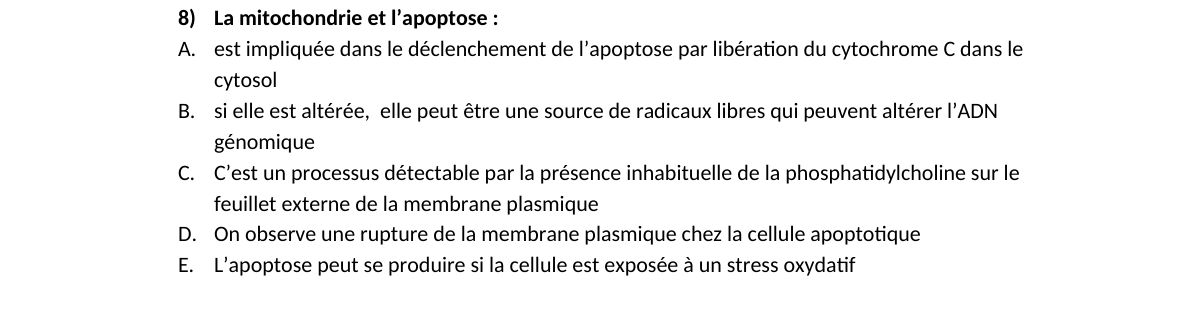 8) La mitochondrie et l’apoptose :
A. est impliquée dans le déclenchement de l’apoptose par libération du cytochrome C dans le
cytosol
B. si elle est altérée,  elle peut être une source de radicaux libres qui peuvent altérer l’ADN
génomique
C. C’est un processus détectable par la présence inhabituelle de la phosphatidylcholine sur le
feuillet externe de la membrane plasmique
D. On observe une rupture de la membrane plasmique chez la cellule apoptotique
E. L’apoptose peut se produire si la cellule est exposée à un stress oxydatif